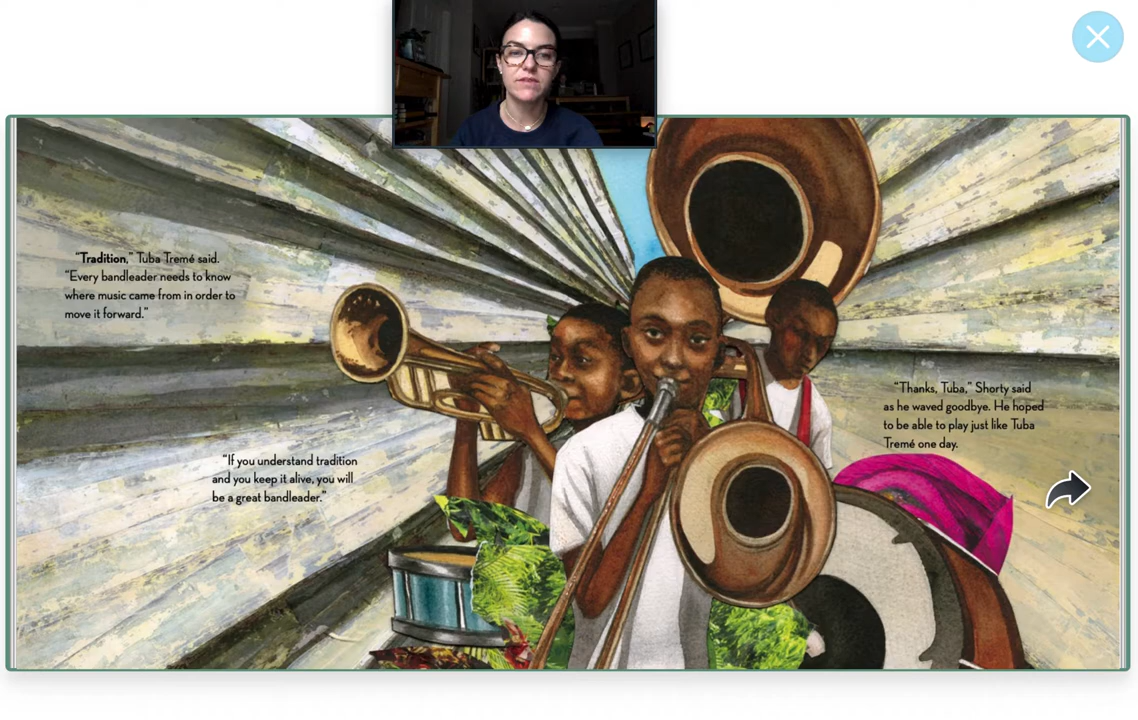 "Tradition," Tuba Tremé said.
"Every bandleader needs to know
where music came from in order to
move it forward."
"If you understand tradition
and you keep it alive, you will
be a great bandleader."
"Thanks, Tuba," Shorty said
as he waved goodbye. He hoped
to be able to play just like Tuba
Tremé one day.